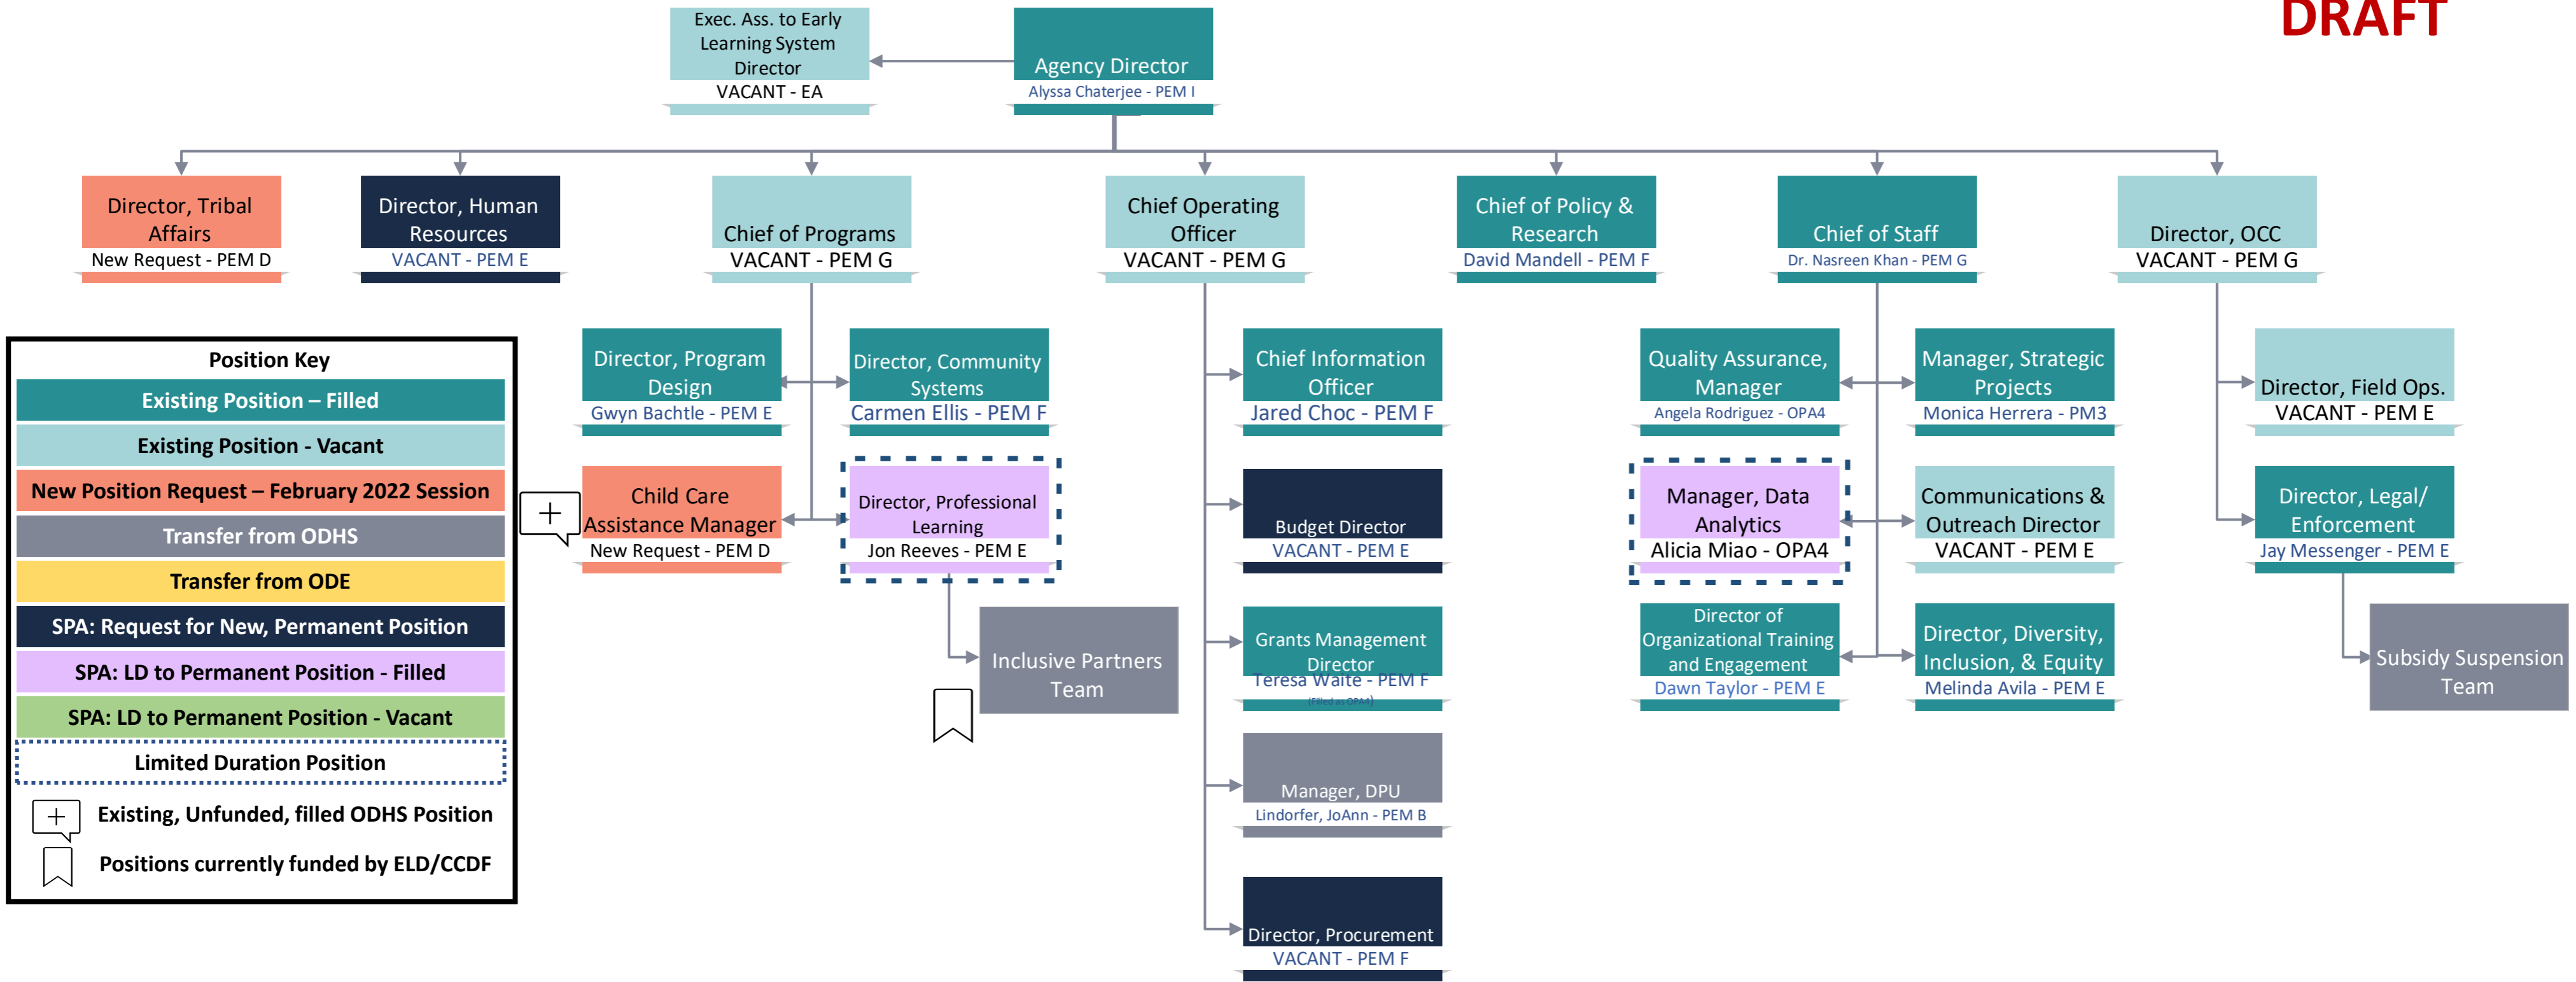 DRAFT
Exec. Ass. to Early
Learning System
Director
VACANT - EA
Agency Director
Alyssa Chaterjee - PEM I
Director, Tribal
Affairs
New Request - PEM D
Director, Human
Resources
VACANT - PEM E
Chief of Programs
VACANT - PEM G
Chief Operating
Officer
VACANT - PEM G
Chief of Policy &
Research
David Mandell - PEM F
Chief of Staff
Dr. Nasreen Khan - PEM G
Director, OCC
VACANT - PEM G
Position Key
Existing Position – Filled
Existing Position - Vacant
New Position Request – February 2022 Session
Transfer from ODHS
Transfer from ODE
SPA: Request for New, Permanent Position
SPA: LD to Permanent Position - Filled
SPA: LD to Permanent Position - Vacant
Limited Duration Position
+
Existing, Unfunded, filled ODHS Position
Positions currently funded by ELD/CCDF
Director, Program
Design
Gwyn Bachtle - PEM E
Director, Community
Systems
Carmen Ellis - PEM F
+
Child Care
Assistance Manager
New Request - PEM D
Director, Professional
Learning
Jon Reeves - PEM E
Inclusive Partners
Team
Chief Information
Officer
Jared Choc - PEM F
Budget Director
VACANT - PEM E
Grants Management
Director
Teresa Waite - PEM F
(Filled as OPA4)
Manager, DPU
Lindorfer, JoAnn - PEM B
Director, Procurement
VACANT - PEM F
Quality Assurance,
Manager
Angela Rodriguez - OPA4
Manager, Strategic
Projects
Monica Herrera - PM3
Manager, Data
Analytics
Alicia Miao - OPA4
Communications &
Outreach Director
VACANT - PEM E
Director of
Organizational Training
and Engagement
Dawn Taylor - PEM E
Director, Diversity,
Inclusion, & Equity
Melinda Avila - PEM E
Director, Field Ops.
VACANT - PEM E
Director, Legal/
Enforcement
Jay Messenger - PEM E
Subsidy Suspension
Team